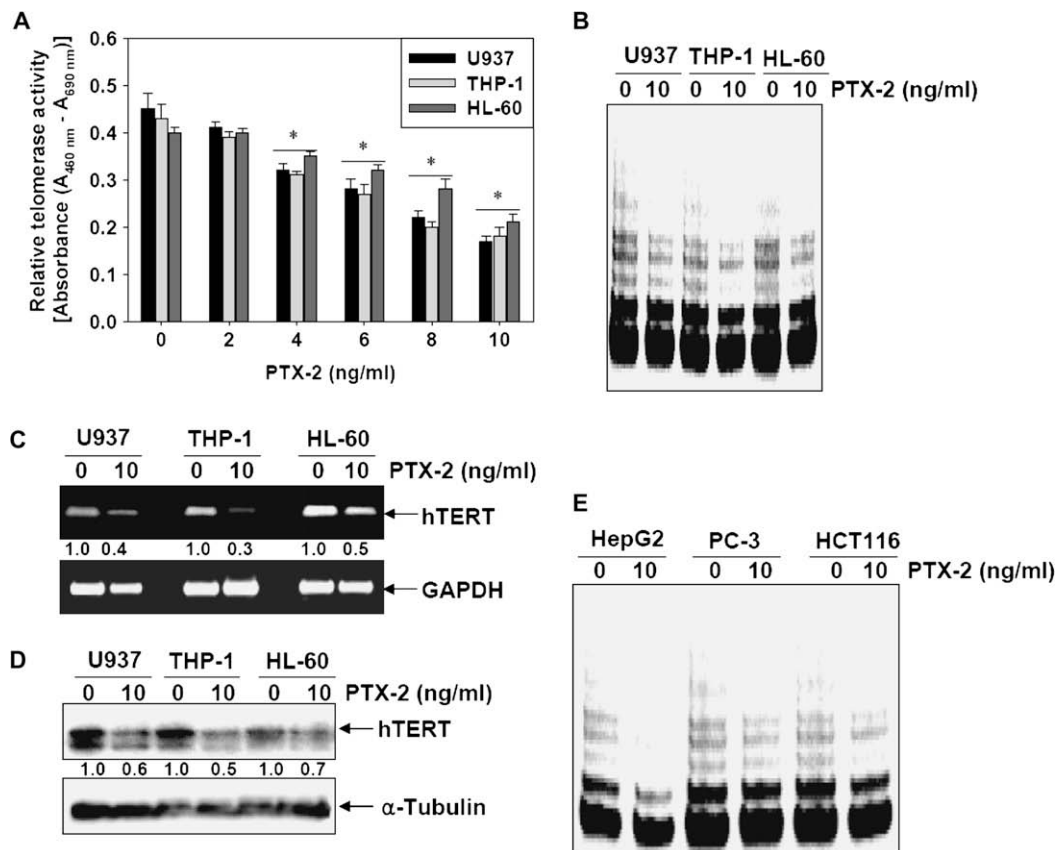 A
Relative telomerase activity
[Absorbance (A460 nm - A690 nm)]
0.6
0.5
0.4
0.3
0.2
0.1
0.0
U937
THP-1
HL-60
*
*
*
*
0 2 4 6 8 10
PTX-2 (ng/ml)
B
U937 THP-1 HL-60
0 10 0 10 0 10 PTX-2 (ng/ml)
C
U937 THP-1 HL-60
0 10 0 10 0 10 PTX-2 (ng/ml)
hTERT
1.0 0.4 1.0 0.3 1.0 0.5
GAPDH
D
U937 THP-1 HL-60
0 10 0 10 0 10 PTX-2 (ng/ml)
hTERT
1.0 0.6 1.0 0.5 1.0 0.7
α-Tubulin
E
HepG2 PC-3 HCT116
0 10 0 10 0 10 PTX-2 (ng/ml)